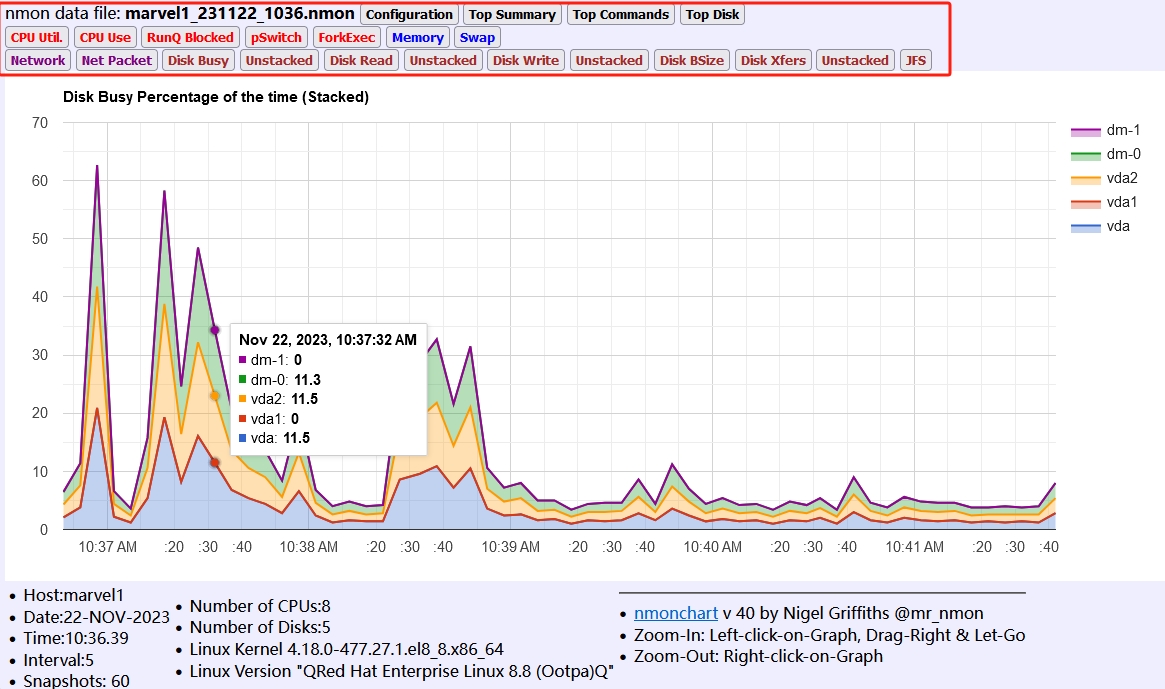 nmon data file: marvel1_231122_1036.nmon Configuration Top Summary Top Commands Top Disk
CPU Util. CPU Use RunQ Blocked pSwitch ForkExec Memory Swap
Network Net Packet Disk Busy Unstacked Disk Read Unstacked Disk Write Unstacked Disk BSize Disk Xfers Unstacked JFS
Disk Busy Percentage of the time (Stacked)
70
60
50
40
30
20
10
0
dm-1
dm-0
vda2
vda1
vda
Nov 22, 2023, 10:37:32 AM
dm-1: 0
dm-0: 11.3
vda2: 11.5
vda1: 0
vda: 11.5
10:37 AM :20 :30 :40 10:38 AM :20 :30 :40 10:39 AM :20 :30 :40 10:40 AM :20 :30 :40 10:41 AM :20 :30 :40
Host:marvel1
Date:22-NOV-2023
Time:10:36.39
Interval:5
Snapshots: 60
Number of CPUs:8
Number of Disks:5
Linux Kernel 4.18.0-477.27.1.el8_8.x86_64
Linux Version "QRed Hat Enterprise Linux 8.8 (Ootpa)Q"
nmonchart v 40 by Nigel Griffiths @mr_nmon
Zoom-In: Left-click-on-Graph, Drag-Right & Let-Go
Zoom-Out: Right-click-on-Graph